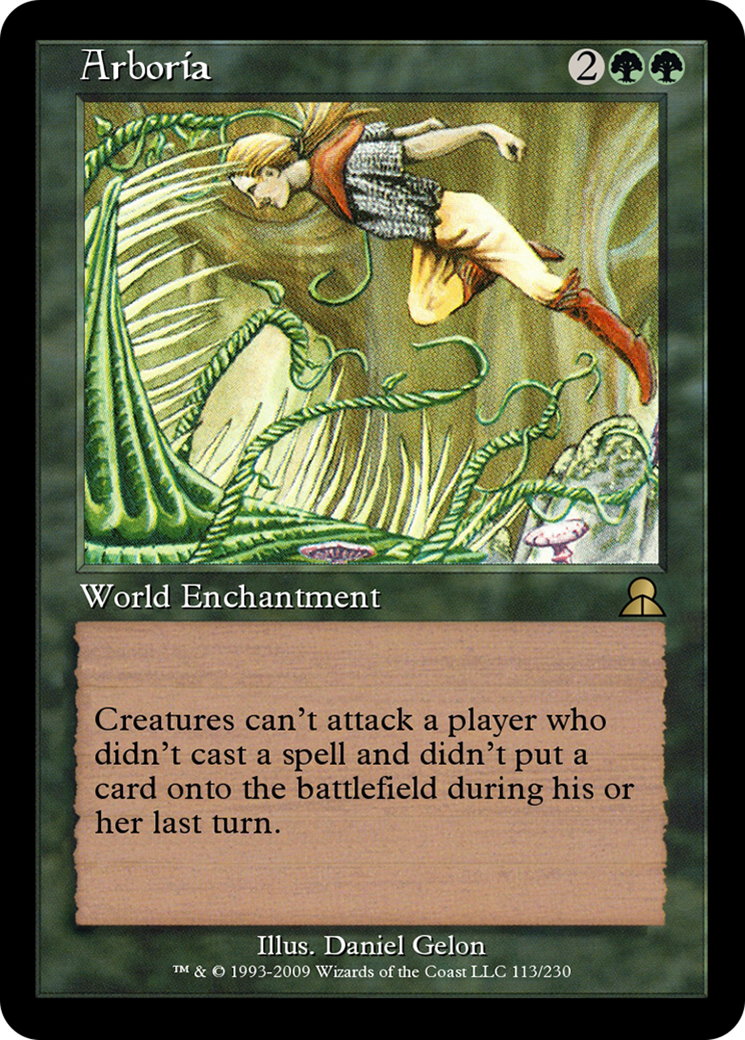 Arboria
2
World Enchantment
Creatures can't attack a player who
didn't cast a spell and didn't put a
card onto the battlefield during his or
her last turn.
Illus. Daniel Gelon
™ & © 1993-2009 Wizards of the Coast LLC 113/230